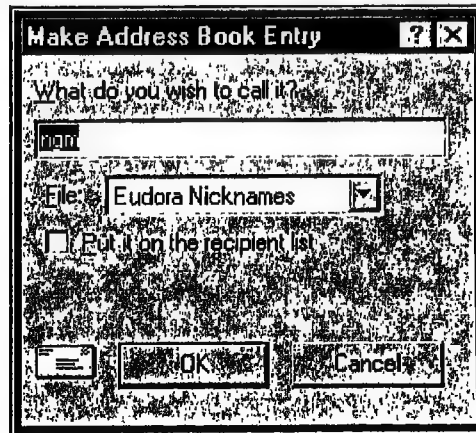 Make Address Book Entry
What do you wish to call it?
File: Eudora Nicknames
Put it on the recipient list
OK Cancel